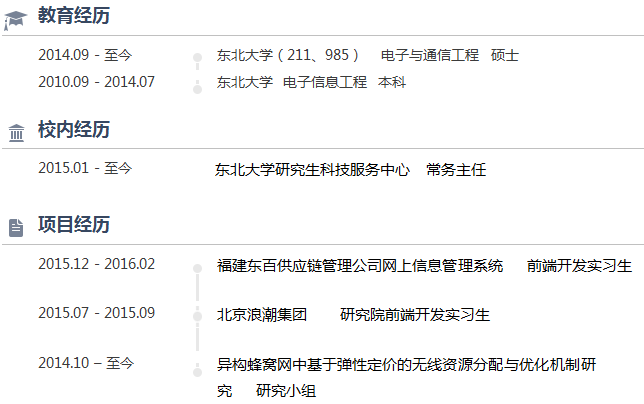 教育经历
2014.09 - 至今 东北大学（211、985） 电子与通信工程 硕士
2010.09 - 2014.07 东北大学 电子信息工程 本科
校内经历
2015.01 - 至今 东北大学研究生科技服务中心 常务主任
项目经历
2015.12 - 2016.02 福建东百供应链管理公司网上信息管理系统 前端开发实习生
2015.07 - 2015.09 北京浪潮集团 研究院前端开发实习生
2014.10 – 至今 异构蜂窝网中基于弹性定价的无线资源分配与优化机制研
究 研究小组